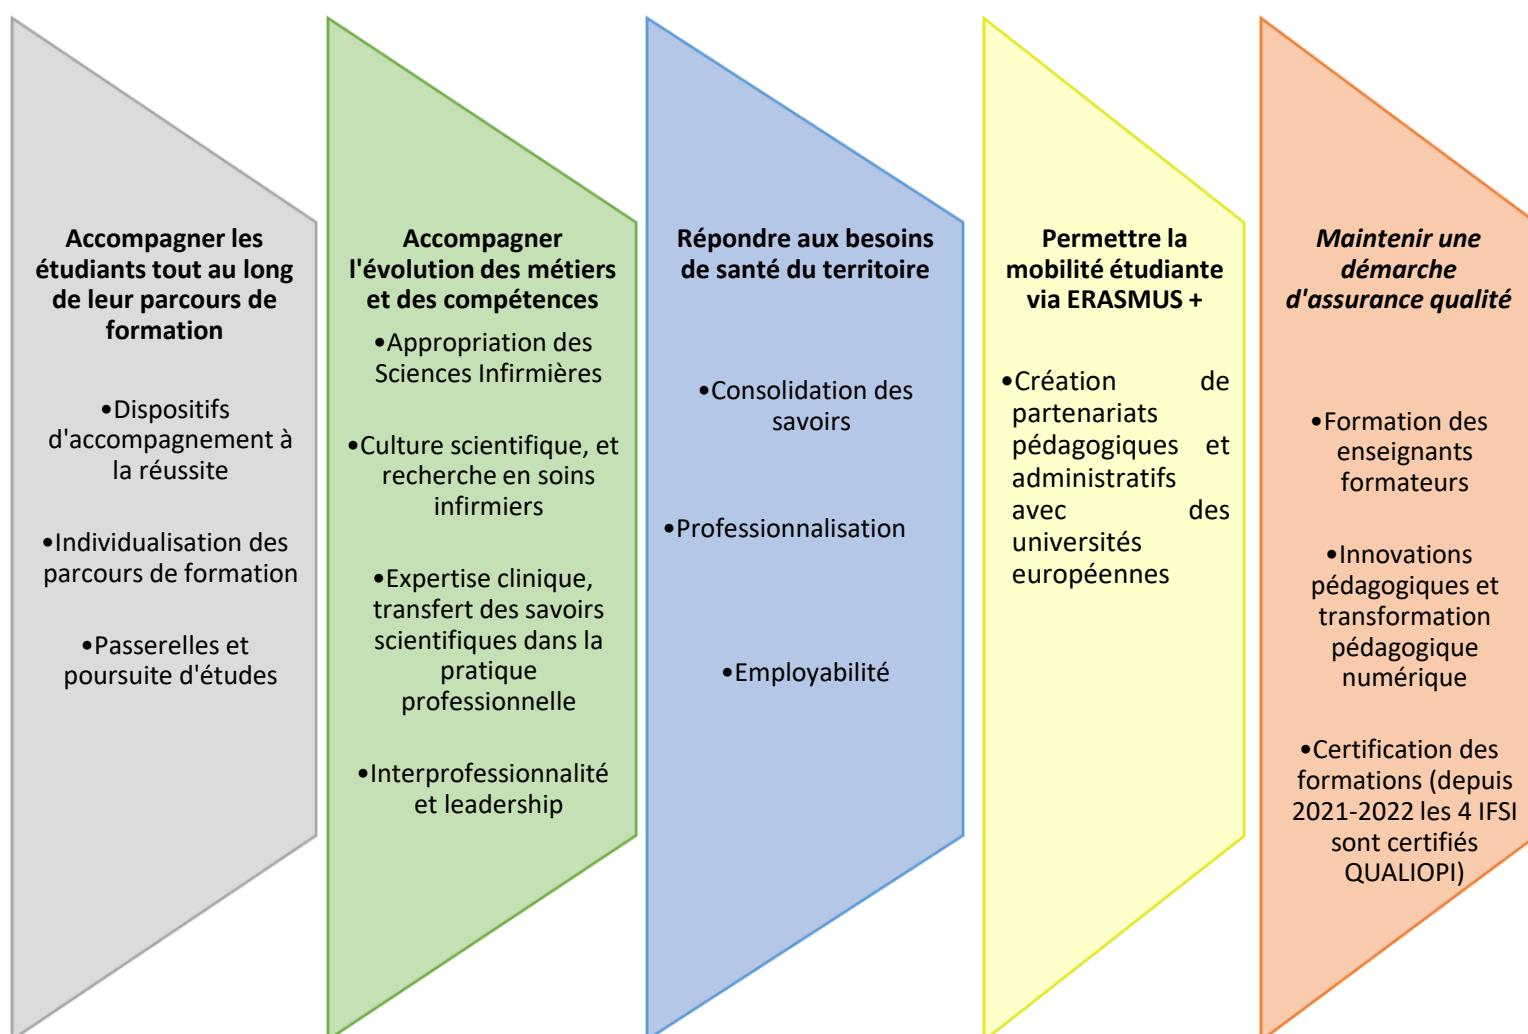 Accompagner les
étudiants tout au long
de leur parcours de
formation
•Dispositifs
d'accompagnement à
la réussite
•Individualisation des
parcours de formation
•Passerelles et
poursuite d'études
Accompagner
l'évolution des métiers
et des compétences
•Appropriation des
Sciences Infirmières
•Culture scientifique, et
recherche en soins
infirmiers
•Expertise clinique,
transfert des savoirs
scientifiques dans la
pratique
professionnelle
•Interprofessionnalité
et leadership
Répondre aux besoins
de santé du territoire
•Consolidation des
savoirs
•Professionnalisation
•Employabilité
Permettre la
mobilité étudiante
via ERASMUS +
•Création de
partenariats
pédagogiques et
administratifs
avec des
universités
européennes
Maintenir une
démarche
d'assurance qualité
•Formation des
enseignants
formateurs
•Innovations
pédagogiques et
transformation
pédagogique
numérique
•Certification des
formations (depuis
2021-2022 les 4 IFSI
sont certifiés
QUALIOPI)